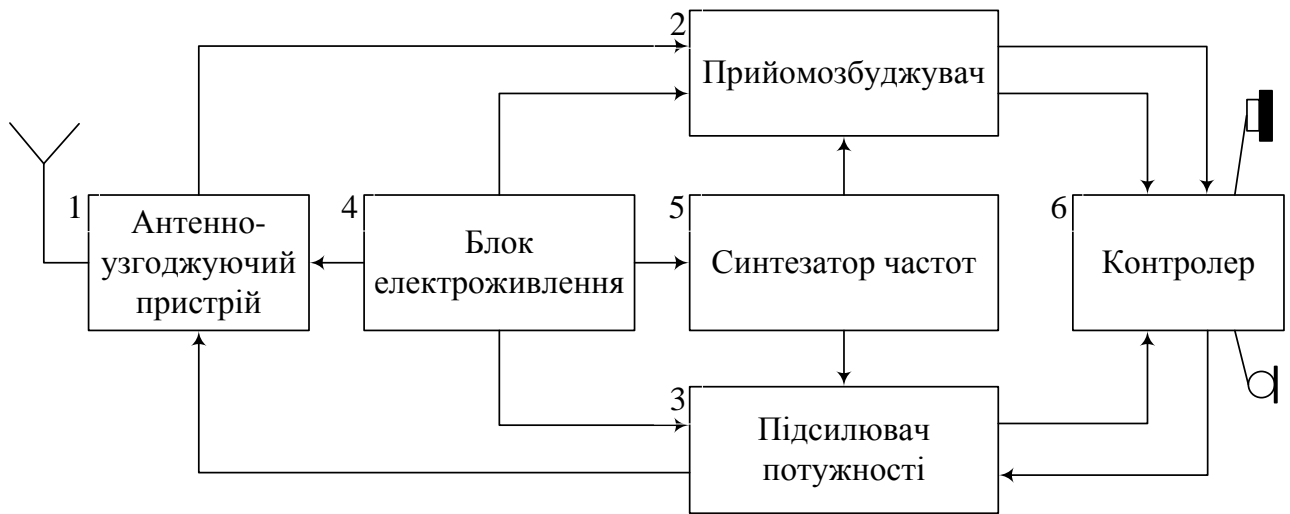 2
Прийомозбуджувач
1
Антенно-
узгоджуючий
пристрій
4
Блок
електроживлення
5
Синтезатор частот
6
Контролер
3
Підсилювач
потужності